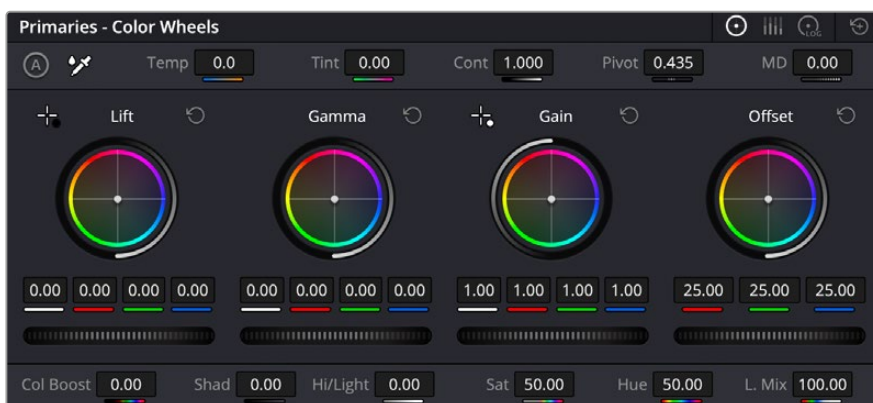 Primaries - Color Wheels
LOG
A Temp 0.0 Tint 0.00 Cont 1.000 Pivot 0.435 MD 0.00
Lift Gamma Gain Offset
0.00 0.00 0.00 0.00 0.00 0.00 0.00 0.00 1.00 1.00 1.00 1.00 25.00 25.00 25.00
Col Boost 0.00 Shad 0.00 Hi/Light 0.00 Sat 50.00 Hue 50.00 L. Mix 100.00